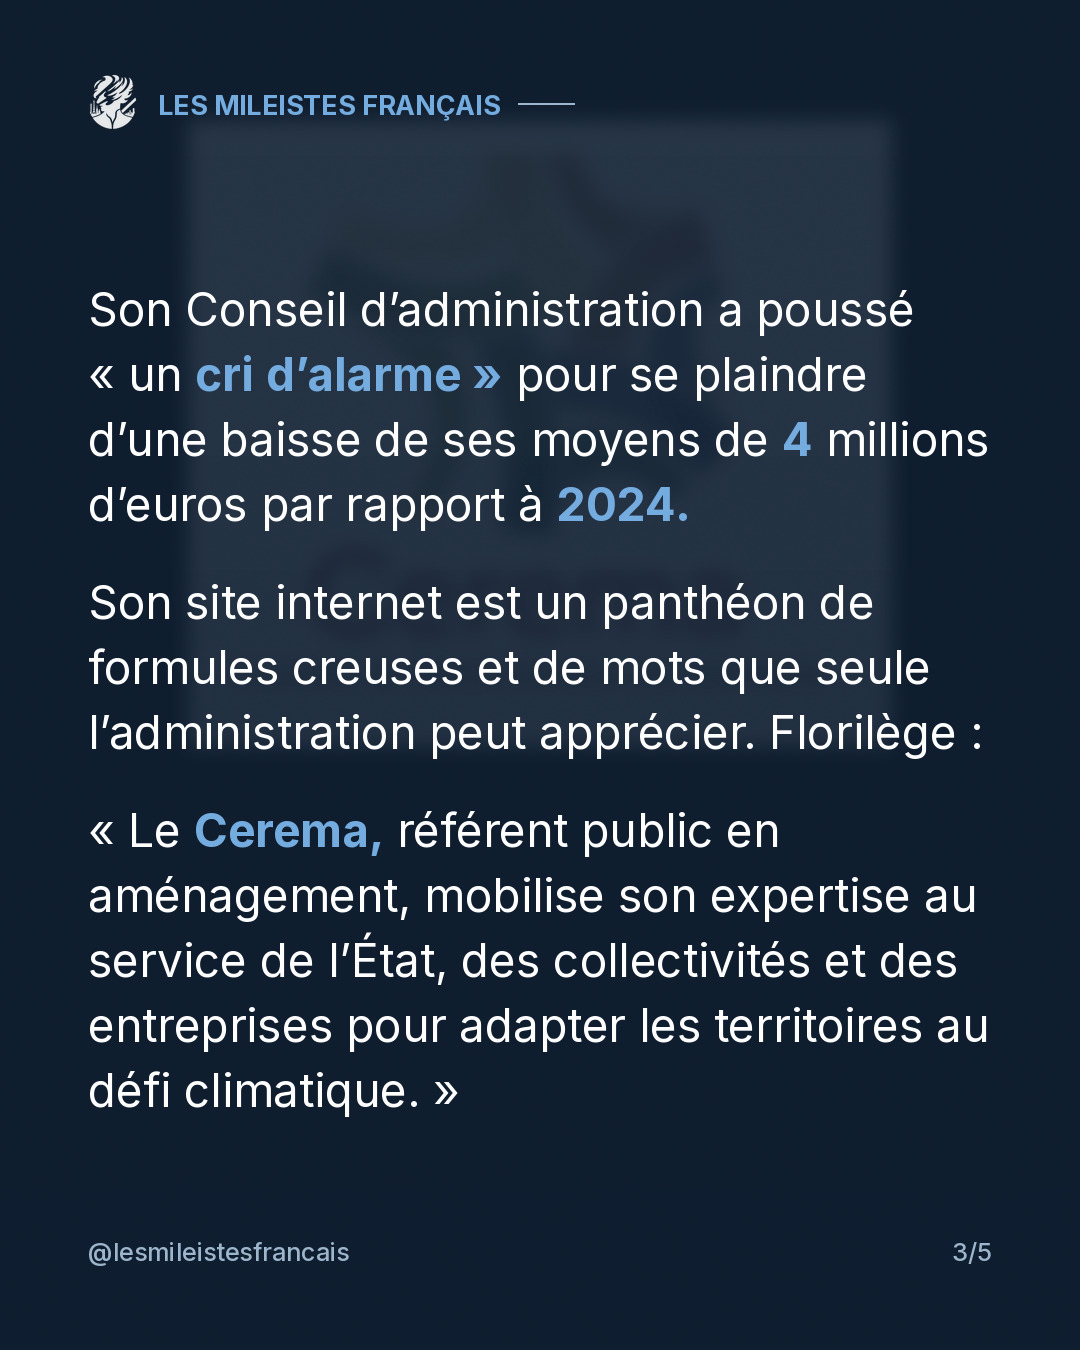 LES MILEISTES FRANÇAIS
Son Conseil d’administration a poussé
« un cri d’alarme » pour se plaindre
d’une baisse de ses moyens de 4 millions
d’euros par rapport à 2024.
Son site internet est un panthéon de
formules creuses et de mots que seule
l’administration peut apprécier. Florilège :
« Le Cerema, référent public en
aménagement, mobilise son expertise au
service de l’État, des collectivités et des
entreprises pour adapter les territoires au
défi climatique. »
@lesmileistesfrancais
3/5